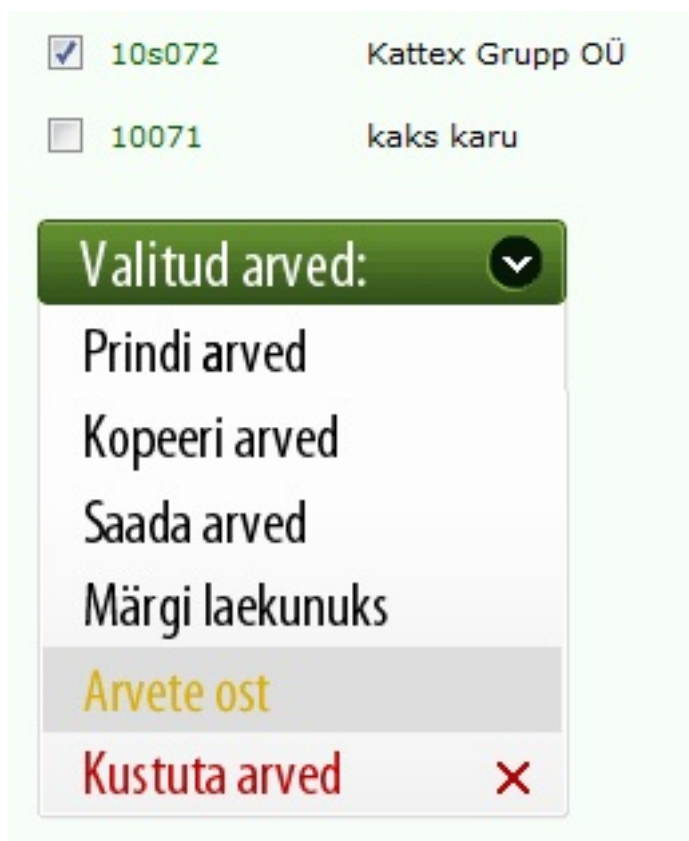 10s072 Kattex Grupp OÜ
10071 kaks karu
Valitud arved:
Prindi arved
Kopeeri arved
Saada arved
Märgi laekunuks
Arvete ost
Kustuta arved